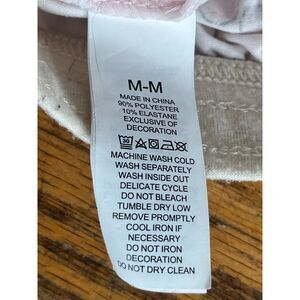 M-M
MADE IN CHINA
90% POLYESTER
10% ELASTANE
EXCLUSIVE OF
DECORATION
30
MACHINE WASH COLD
WASH SEPARATELY
WASH INSIDE OUT
DELICATE CYCLE
DO NOT BLEACH
TUMBLE DRY LOW
REMOVE PROMPTLY
COOL IRON IF
NECESSARY
DO NOT IRON
DECORATION
DO NOT DRY CLEAN